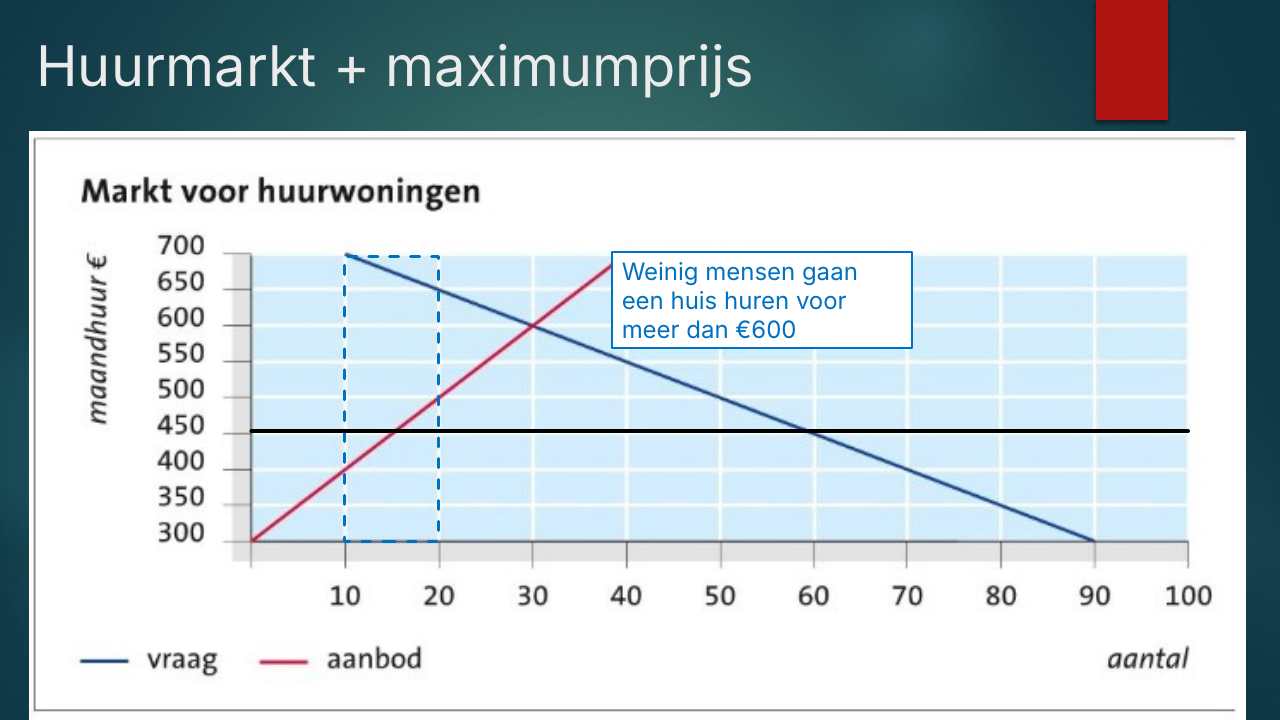 Huurmarkt + maximumprijs
Markt voor huurwoningen
maandhuur €
700
650
600
550
500
450
400
350
300
Weinig mensen gaan
een huis huren voor
meer dan €600
10 20 30 40 50 60 70 80 90 100
vraag aanbod aantal